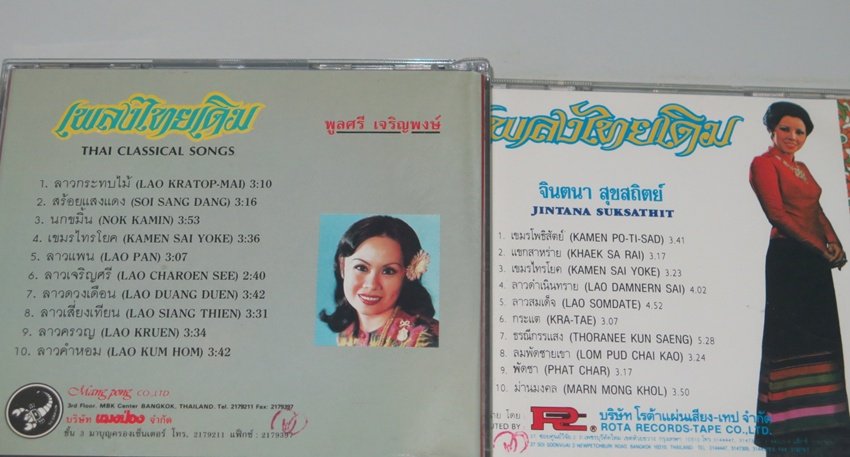 เพลงไทยเดิม
THAI CLASSICAL SONGS
พูลศรี เจริญพงษ์
1. ลาวกระทบไม้ (LAO KRATOP-MAI) 3:10
2. สร้อยแสงแดง (SOI SANG DANG) 3:16
3. นกขมิ้น (NOK KAMIN) 3:53
4. เขมรไทรโยค (KAMEN SAI YOKE) 3:36
5. ลาวแพน (LAO PAN) 3:07
6. ลาวเจริญศรี (LAO CHAROEN SEE) 2:40
7. ลาวดวงเดือน (LAO DUANG DUEN) 3:42
8. ลาวเสี่ยงเทียน (LAO SIANG THIEN) 3:31
9. ลาวครวญ (LAO KRUEN) 3:34
10. ลาวคำหอม (LAO KUM HOM) 3:42
Mang pong CO.,LTD
3rd Floor. MBK Center BANGKOK, THAILAND. Tel. 2179211 Fax: 2179397
บริษัท แมงป่อง จำกัด
ชั้น 3 มาบุญครองเซ็นเตอร์ โทร. 2179211 แฟ็กซ์ : 2179397
เพลงไทยเดิม
จินตนา สุขสถิตย์
JINTANA SUKSATHIT
1. เขมรโพธิสัตย์ (KAMEN PO-TI-SAD) 3.41
2. แขกสาหร่าย (KHAEK SA RAI) 3.17
3. เขมรไทรโยค (KAMEN SAI YOKE) 3.23
4. ลาวดำเนินทราย (LAO DAMNERN SAI) 4.02
5. ลาวสมเด็จ (LAO SOMDATE) 4.52
6. กระแต (KRA-TAE) 3.07
7. ธรณีกรรแสง (THORANEE KUN SAENG) 5.28
8. ลมพัดชายเขา (LOM PUD CHAI KAO) 3.24
9. พัดชา (PHAT CHAR) 3.17
10. ม่านมงคล (MARN MONG KHOL) 3.50
โดย :
UTED BY :
บริษัท โรต้าแผ่นเสียง-เทป จำกัด
ROTA RECORDS-TAPE CO.,LTD.